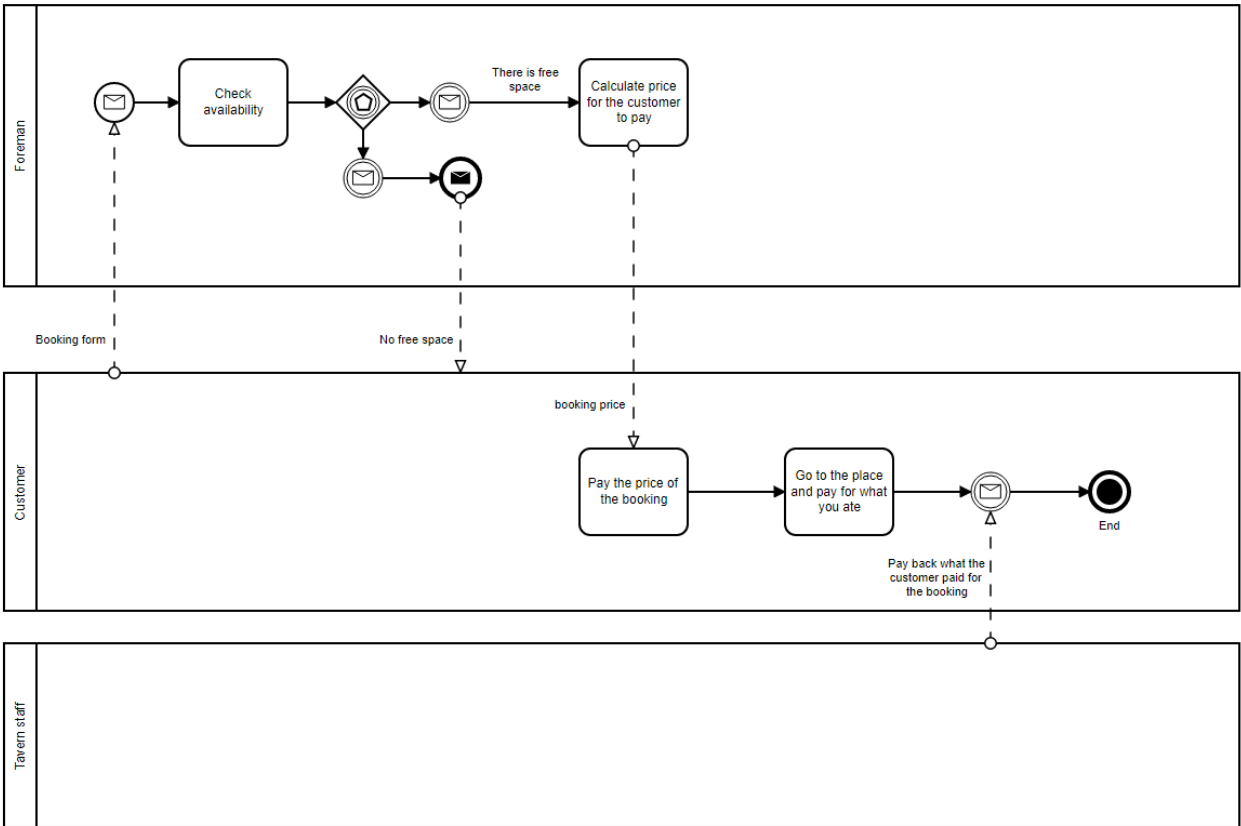 Foreman
Check
availability
There is free
space
Calculate price
for the customer
to pay
Booking form
No free space
booking price
Customer
Pay the price of
the booking
Go to the place
and pay for what
you ate
End
Pay back what the
customer paid for
the booking
Tavern staff